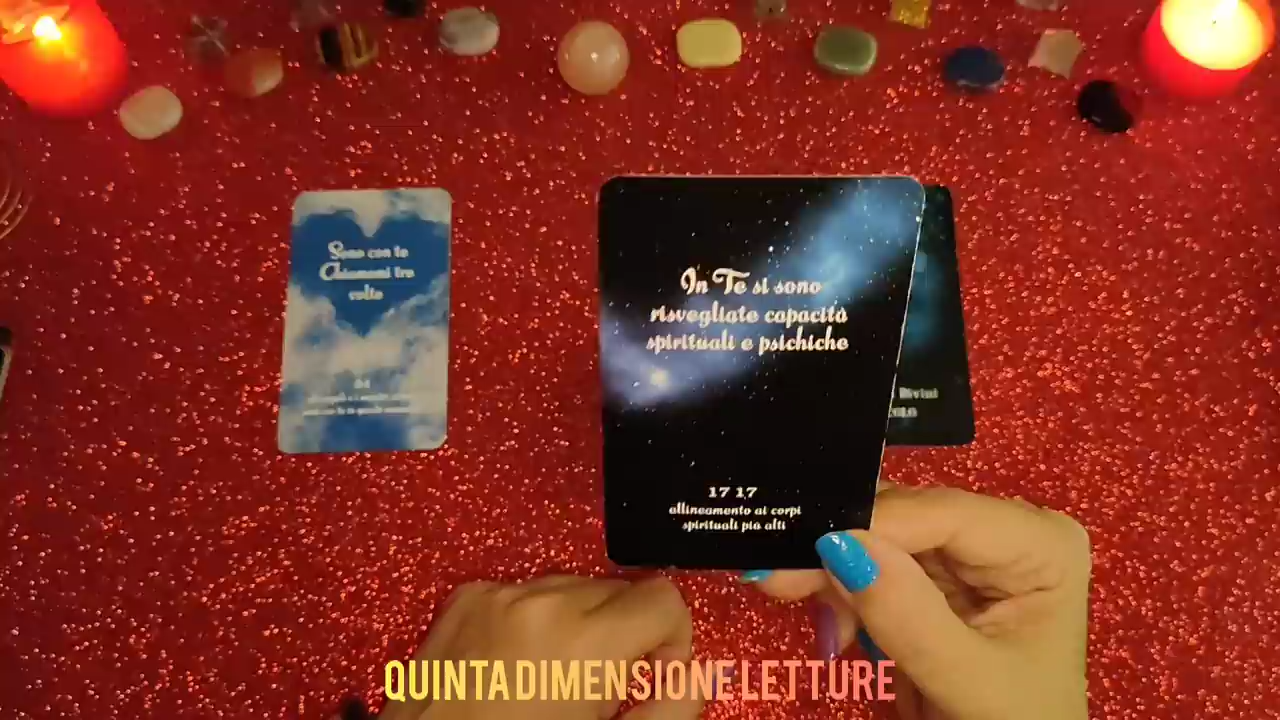 Sono con te
Chiamami tre
volte
In Te si sono
risvegliate capacità
spirituali e psichiche
17 17
allineamento ai corpi
spirituali più alti
Divini
QUINTA DIMENSIONE LETTURE